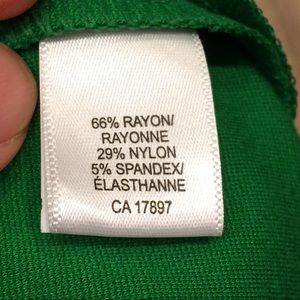 66% RAYON/
RAYONNE
29% NYLON
5% SPANDEX/
ÉLASTHANNE
CA 17897